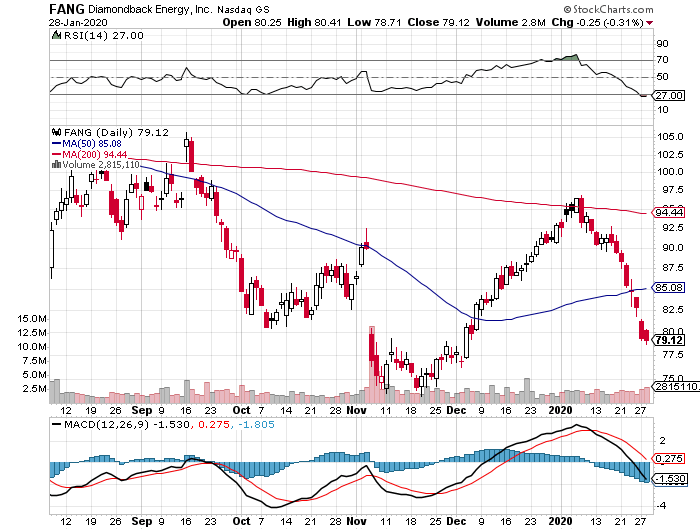 FANG Diamondback Energy, Inc. Nasdaq GS
© StockCharts.com
28-Jan-2020
Open 80.25 High 80.41 Low 78.71 Close 79.12 Volume 2.8M Chg -0.25 (-0.31%)
RSI(14) 27.00
90
70
50
27.00
10
FANG (Daily) 79.12
MA(50) 85.08
MA(200) 94.44
Volume 2,815,110
105.0
102.5
100.0
97.5
94.44
92.5
90.0
87.5
85.08
82.5
80.0
79.12
77.5
75.0
2815110
15.0M
12.5M
10.0M
7.5M
5.0M
2.5M
12 19 26 Sep 9 16 23 Oct 7 14 21 28 Nov 11 18 25 Dec 9 16 23 2020 13 21 27
MACD(12,26,9) -1.530, 0.275, -1.805
2
0.275
-1.530
-4
12 19 26 Sep 9 16 23 Oct 7 14 21 28 Nov 11 18 25 Dec 9 16 23 2020 13 21 27